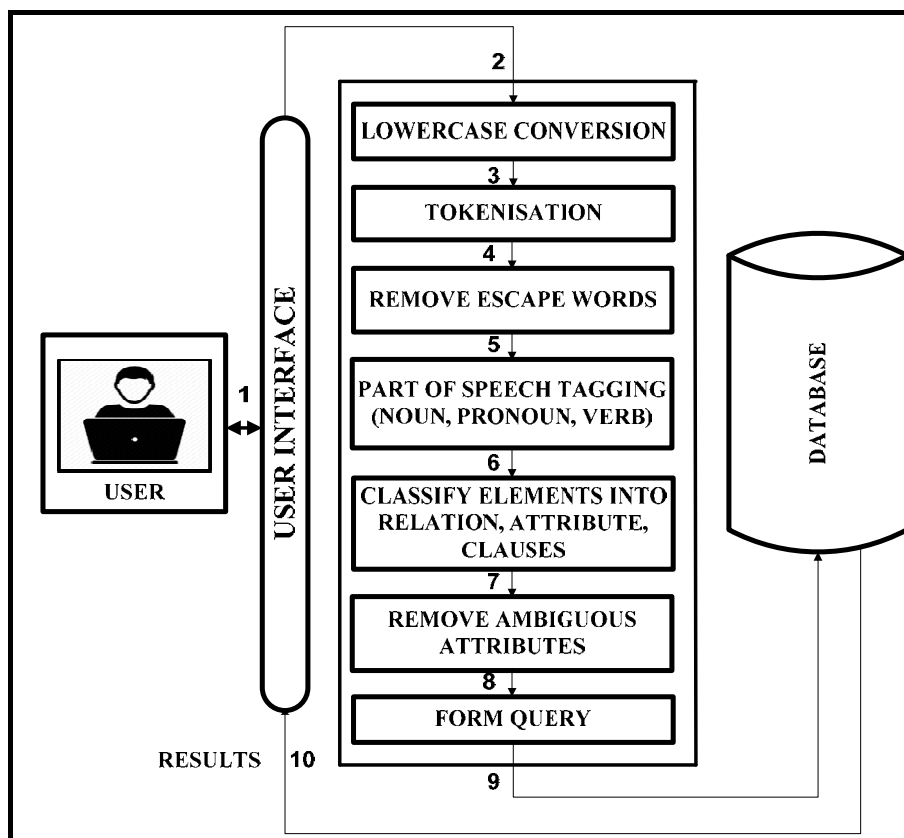 2
LOWERCASE CONVERSION
3
TOKENISATION
4
REMOVE ESCAPE WORDS
5
PART OF SPEECH TAGGING
(NOUN, PRONOUN, VERB)
6
CLASSIFY ELEMENTS INTO
RELATION, ATTRIBUTE,
CLAUSES
7
REMOVE AMBIGUOUS
ATTRIBUTES
8
FORM QUERY
9
1
USER
USER INTERFACE
DATABASE
RESULTS 10